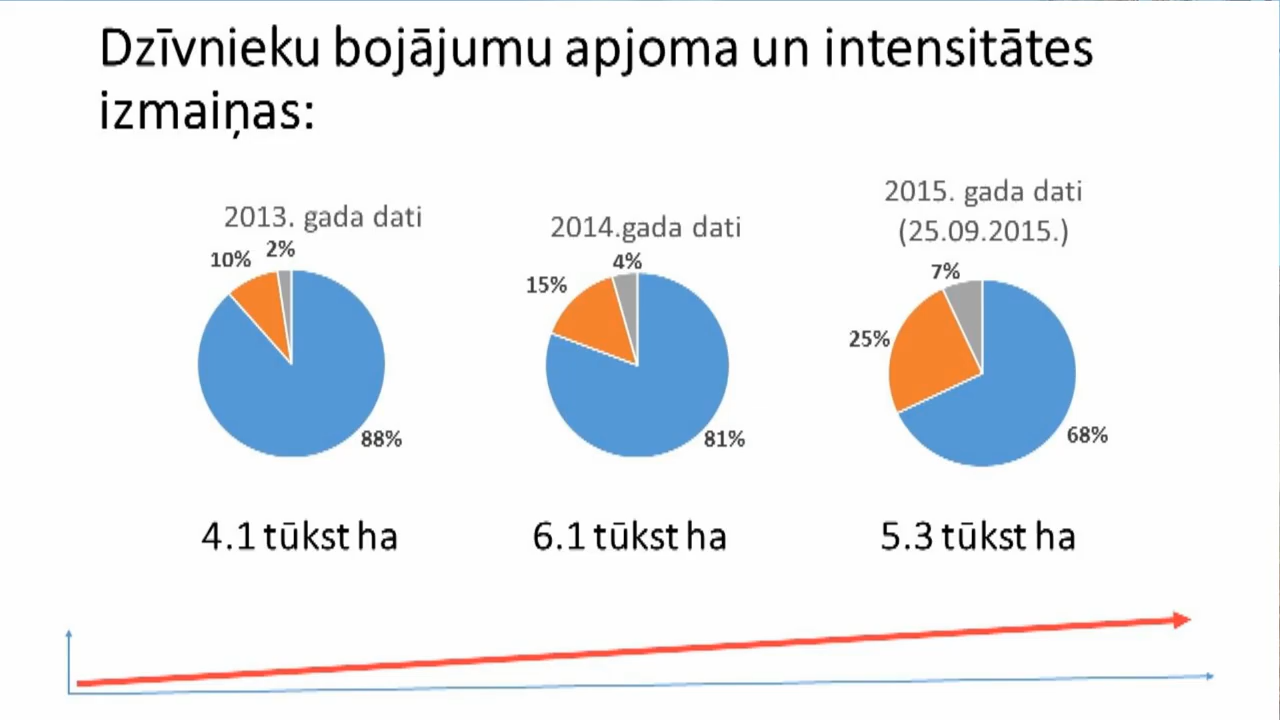 Dzīvnieku bojājumu apjoma un intensitātes
izmaiņas:
2013. gada dati
10% 2%
88%
4.1 tūkst ha
2014.gada dati
4%
15%
81%
6.1 tūkst ha
2015. gada dati
(25.09.2015.)
7%
25%
68%
5.3 tūkst ha